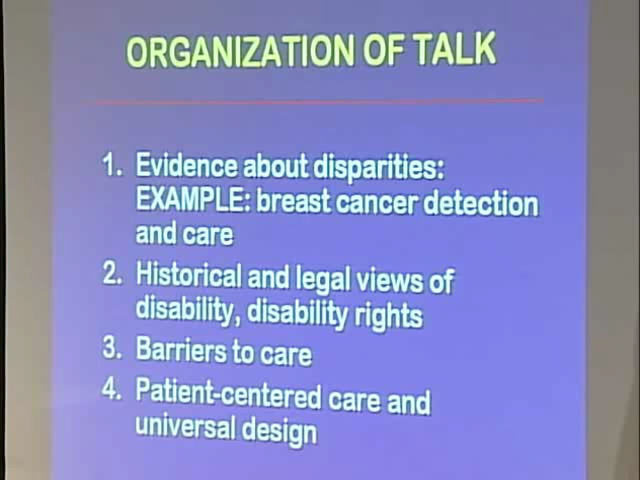 ORGANIZATION OF TALK
1. Evidence about disparities:
EXAMPLE: breast cancer detection
and care
2. Historical and legal views of
disability, disability rights
3. Barriers to care
4. Patient-centered care and
universal design